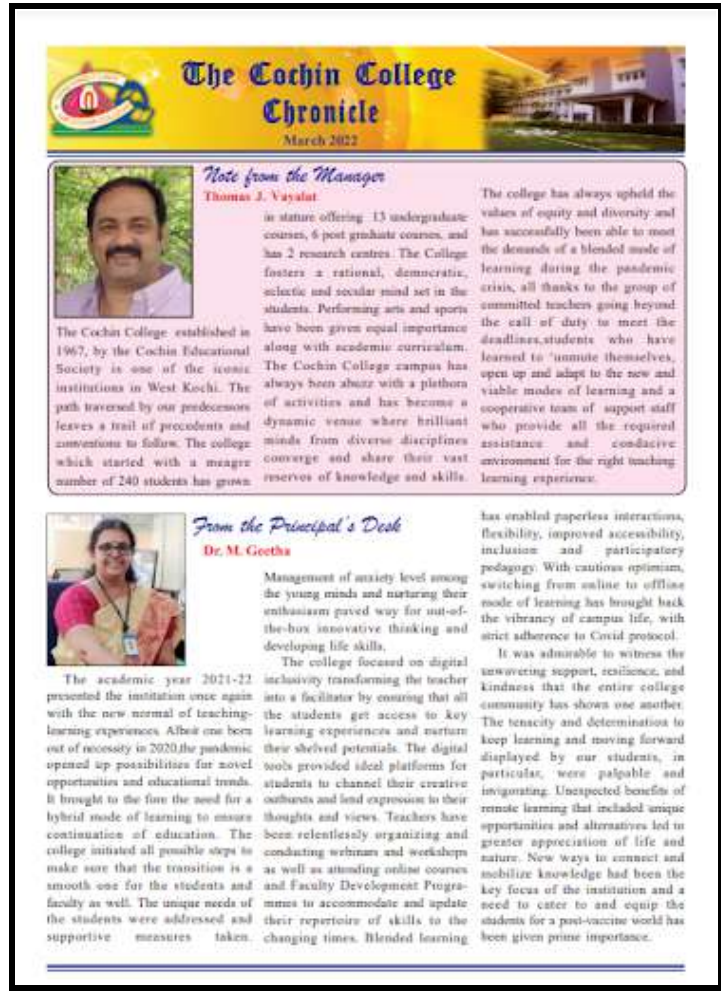 The Cochin College
Chronicle
March 2022
Note from the Manager
Thomas J. Vayalat
The Cochin College established in
1967, by the Cochin Educational
Society is one of the iconic
institutions in West Kochi. The
path traversed by our predecessors
leaves a trail of precedents and
conventions to follow. The college
which started with a meagre
number of 240 students has grown
in stature offering 13 undergraduate
courses, 6 post graduate courses, and
has 2 research centres. The College
fosters a rational, democratic,
eclectic and secular mind set in the
students. Performing arts and sports
have been given equal importance
along with academic curriculum.
The Cochin College campus has
always been abuzz with a plethora
of activities and has become a
dynamic venue where brilliant
minds from diverse disciplines
converge and share their vast
reserves of knowledge and skills.
The college has always upheld the
values of equity and diversity and
has successfully been able to meet
the demands of a blended mode of
learning during the pandemic
crisis, all thanks to the group of
committed teachers going beyond
the call of duty to meet the
deadlines,students who have
learned to 'unmute themselves,
open up and adapt to the new and
viable modes of learning and a
cooperative team of support staff
who provide all the required
assistance and condacive
environment for the right teaching
learning experience.
From the Principal's Desk
Dr. M. Geetha
The academic year 2021-22
presented the institution once again
with the new normal of teaching-
learning experiences. Albeit one born
out of necessity in 2020,the pandemic
opened up possibilities for novel
opportunities and educational trends.
It brought to the fore the need for a
hybrid mode of learning to ensure
continuation of education. The
college initiated all possible steps to
make sure that the transition is a
smooth one for the students and
faculty as well. The unique needs of
the students were addressed and
supportive measures taken.
Management of anxiety level among
the young minds and nurturing their
enthusiasm paved way for out-of-
the-box innovative thinking and
developing life skills.
The college focused on digital
inclusivity transforming the teacher
into a facilitator by ensuring that all
the students get access to key
learning experiences and nurture
their shelved potentials. The digital
tools provided ideal platforms for
students to channel their creative
outbursts and lend expression to their
thoughts and views. Teachers have
been relentlessly organizing and
conducting webinars and workshops
as well as attending online courses
and Faculty Development Progra-
mmes to accommodate and update
their repertoire of skills to the
changing times. Blended learning
has enabled paperless interactions,
flexibility, improved accessibility,
inclusion and participatory
pedagogy. With cautious optimism,
switching from online to offline
mode of learning has brought back
the vibrancy of campus life, with
strict adherence to Covid protocol.
It was admirable to witness the
unwavering support, resilience, and
kindness that the entire college
community has shown one another.
The tenacity and determination to
keep learning and moving forward
displayed by our students, in
particular, were palpable and
invigorating. Unexpected benefits of
remote learning that included unique
opportunities and alternatives led to
greater appreciation of life and
nature. New ways to connect and
mobilize knowledge had been the
key focus of the institution and a
need to cater to and equip the
students for a post-vaccine world has
been given prime importance.